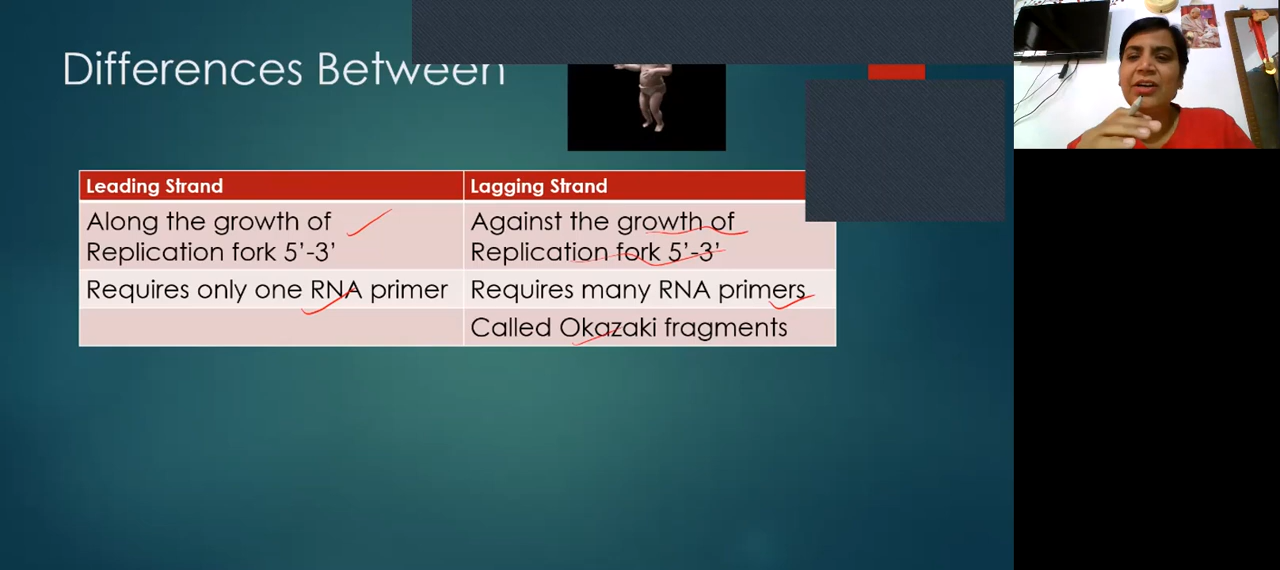 Differences Between
Leading Strand
Lagging Strand
Along the growth of
Replication fork 5’-3’
Against the growth of
Replication fork 5’-3’
Requires only one RNA primer
Requires many RNA primers
Called Okazaki fragments